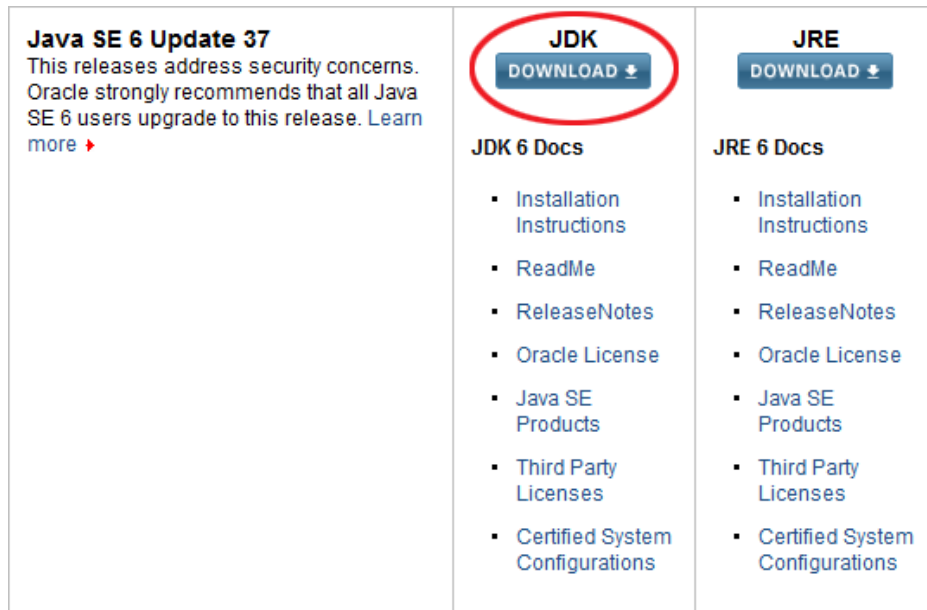 Java SE 6 Update 37
This releases address security concerns.
Oracle strongly recommends that all Java
SE 6 users upgrade to this release. Learn
more
JDK
DOWNLOAD
JDK 6 Docs
Installation
Instructions
ReadMe
ReleaseNotes
Oracle License
Java SE
Products
Third Party
Licenses
Certified System
Configurations
JRE
DOWNLOAD
JRE 6 Docs
Installation
Instructions
ReadMe
ReleaseNotes
Oracle License
Java SE
Products
Third Party
Licenses
Certified System
Configurations